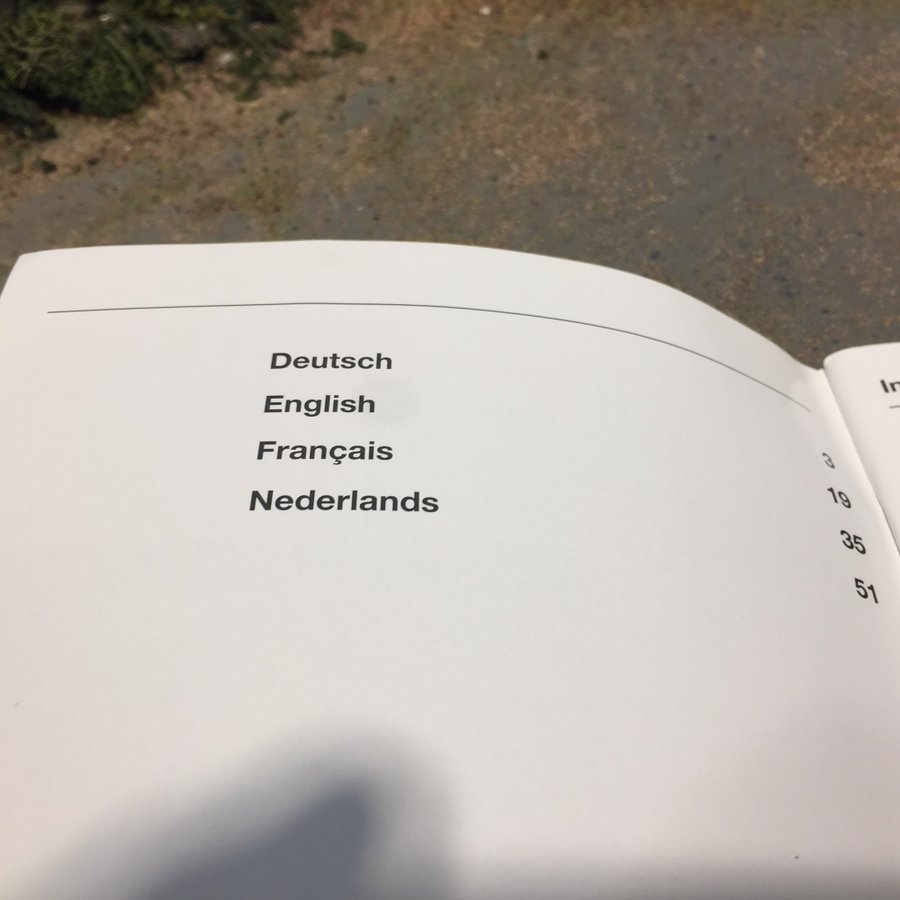 Deutsch 3
English 19
Français 35
Nederlands 51